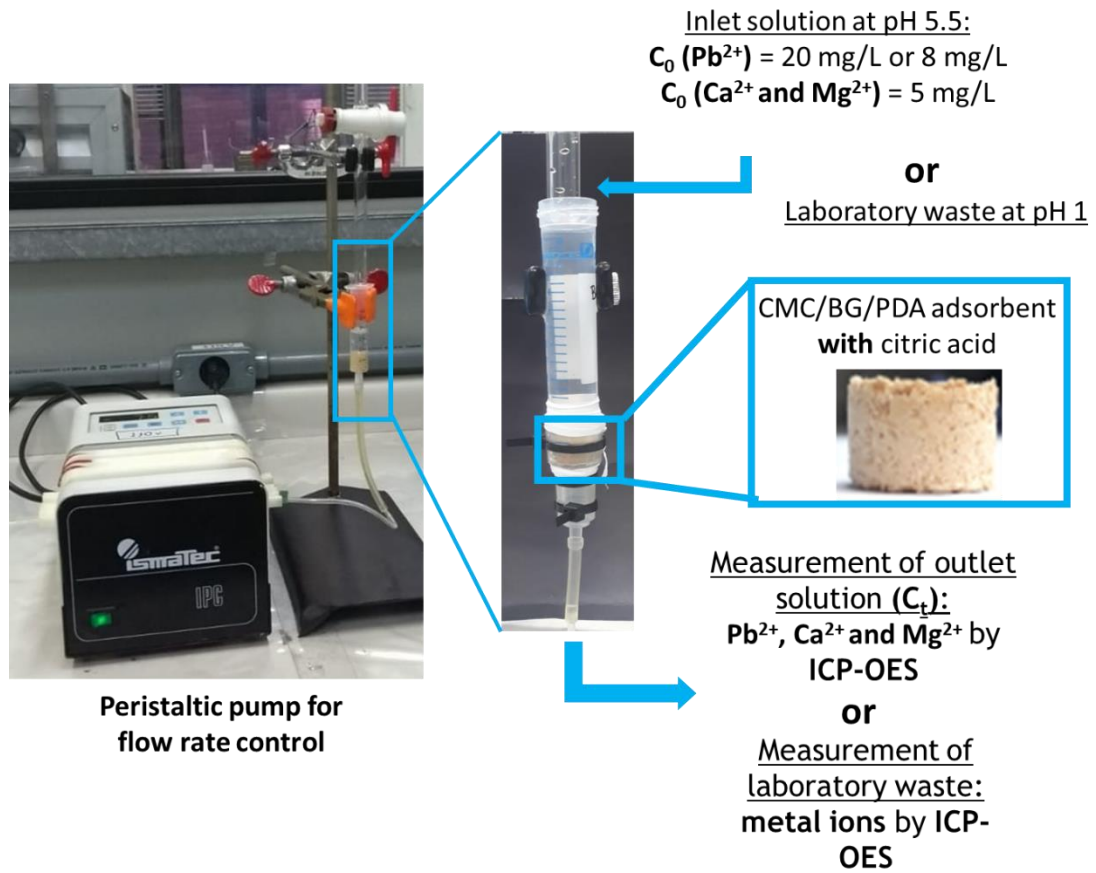 Inlet solution at pH 5.5:
C₀ (Pb²⁺) = 20 mg/L or 8 mg/L
C₀ (Ca²⁺ and Mg²⁺) = 5 mg/L
or
Laboratory waste at pH 1
CMC/BG/PDA adsorbent
with citric acid
110v
ismatec
IPC
Peristaltic pump for
flow rate control
Measurement of outlet
solution (Cₜ):
Pb²⁺, Ca²⁺ and Mg²⁺ by
ICP-OES
or
Measurement of
laboratory waste:
metal ions by ICP-
OES